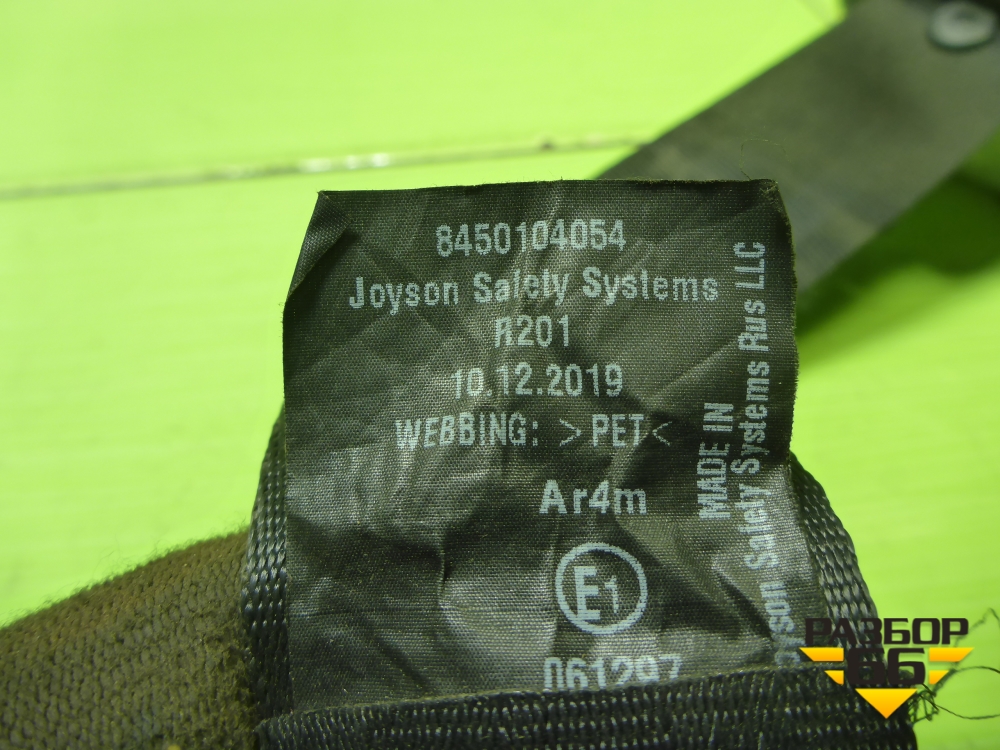 8450104054
Joyson Safety Systems
R201
10.12.2019
WEBBING: >PET<
Ar4m
E1
061297
MADE IN
Joyson Safety Systems Rus LLC
РАЗБОР
66